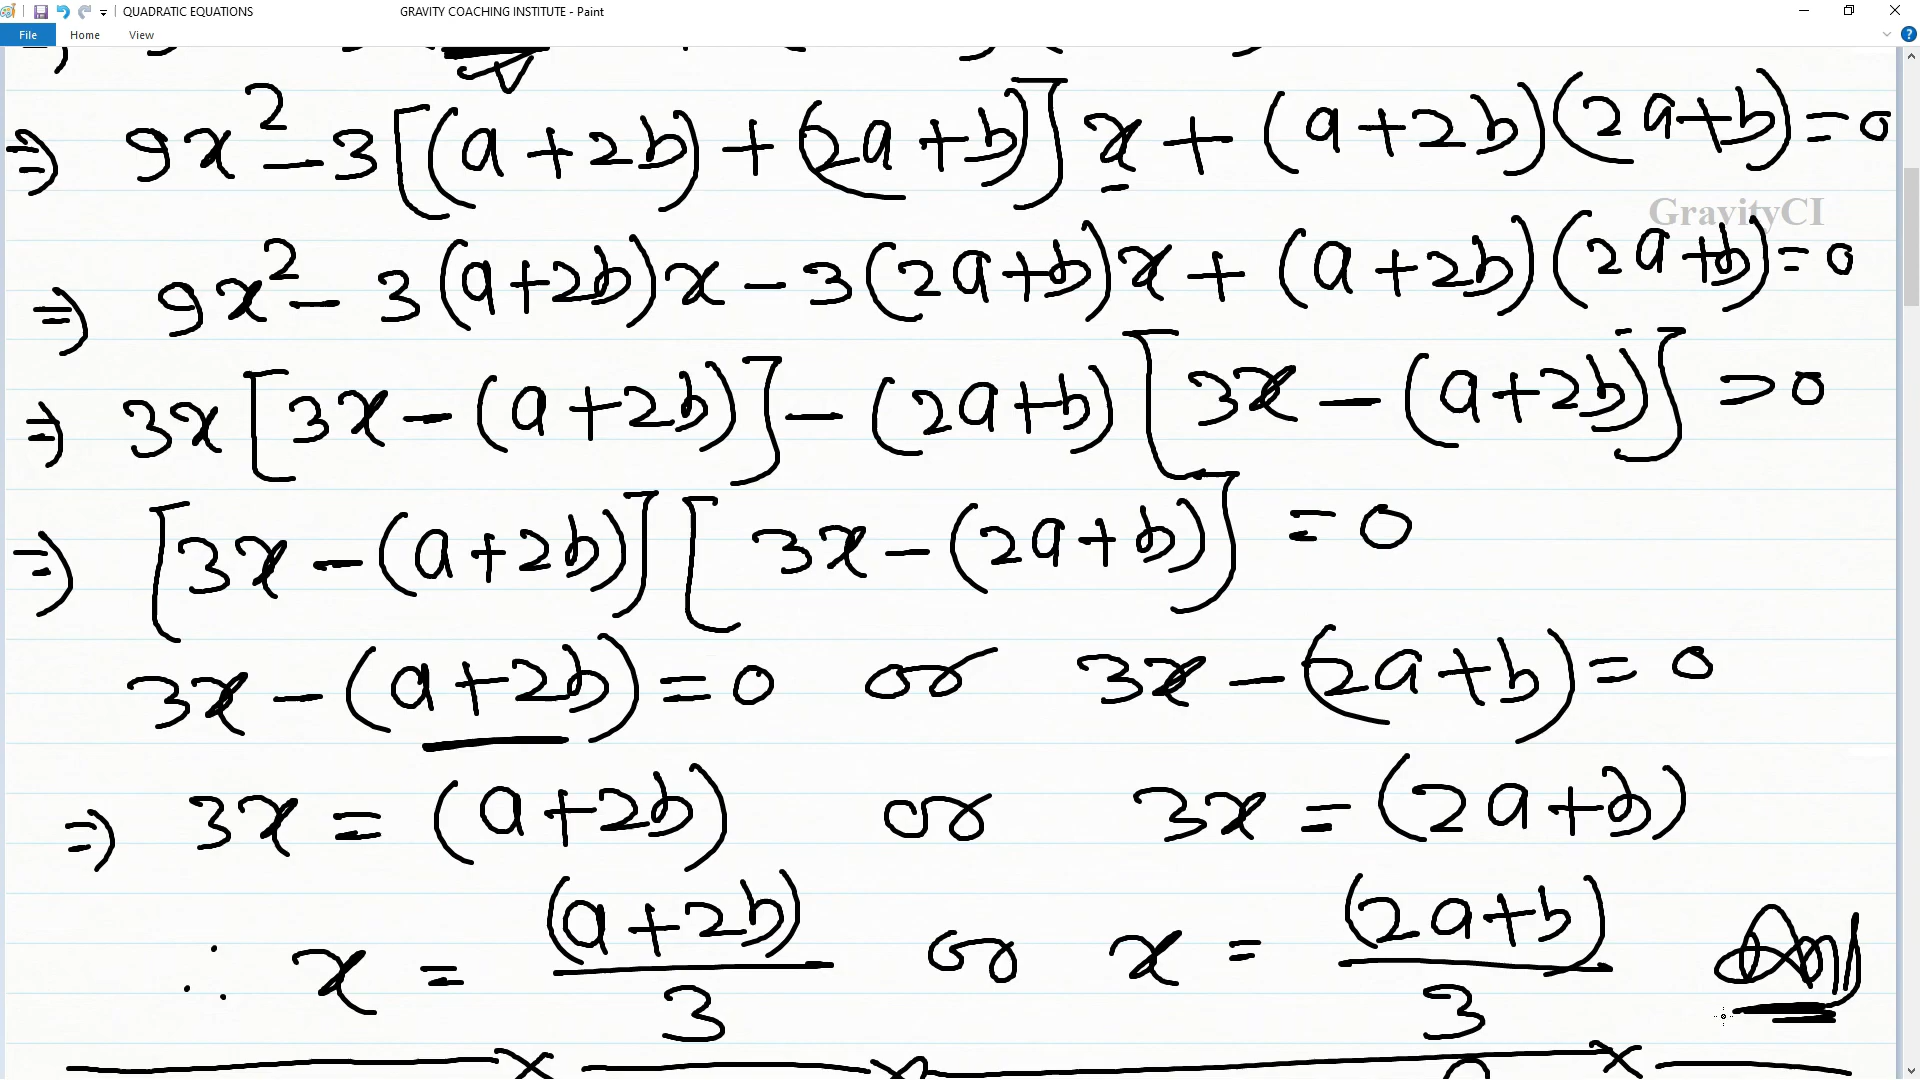 QUADRATIC EQUATIONS GRAVITY COACHING INSTITUTE - Paint
File Home View
⇒ 9x² - 3[(a+2b) + (2a+b)]x + (a+2b)(2a+b) = 0
GravityCI
⇒ 9x² - 3(a+2b)x - 3(2a+b)x + (a+2b)(2a+b) = 0
⇒ 3x[3x - (a+2b)] - (2a+b)[3x - (a+2b)] = 0
⇒ [3x - (a+2b)][3x - (2a+b)] = 0
3x - (a+2b) = 0 or 3x - (2a+b) = 0
⇒ 3x = (a+2b) or 3x = (2a+b)
∴ x = (a+2b)/3 or x = (2a+b)/3